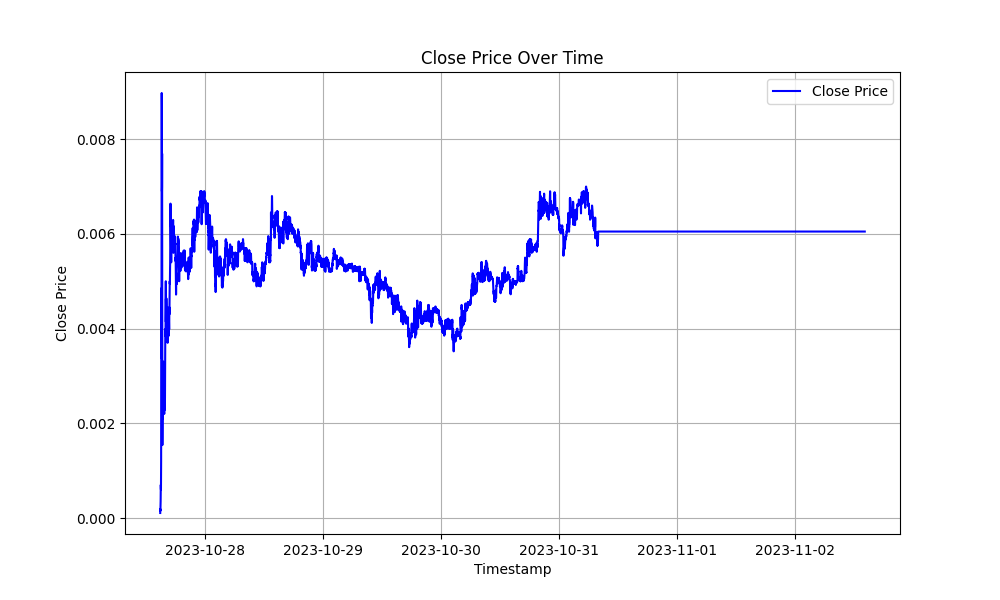 Close Price Over Time
Close Price
0.008
0.006
0.004
0.002
0.000
Close Price
2023-10-28
2023-10-29
2023-10-30
2023-10-31
2023-11-01
2023-11-02
Timestamp